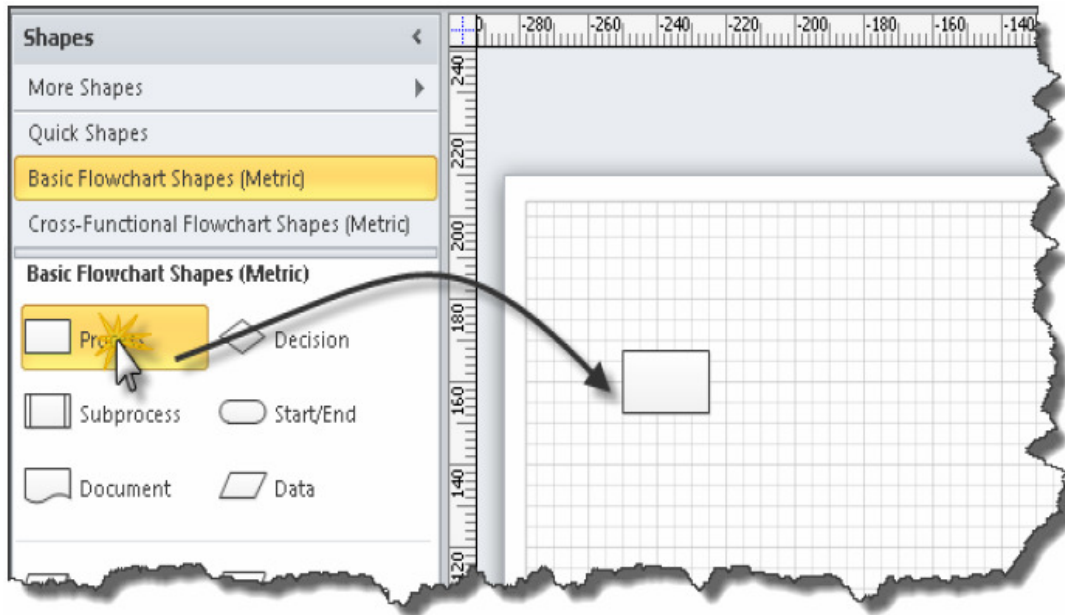 Shapes
More Shapes
Quick Shapes
Basic Flowchart Shapes (Metric)
Cross-Functional Flowchart Shapes (Metric)
Basic Flowchart Shapes (Metric)
Decision
Subprocess Start/End
Document Data
-280 -260 -240 -220 -200 -180 -160 -140
240
220
200
180
160
140
120